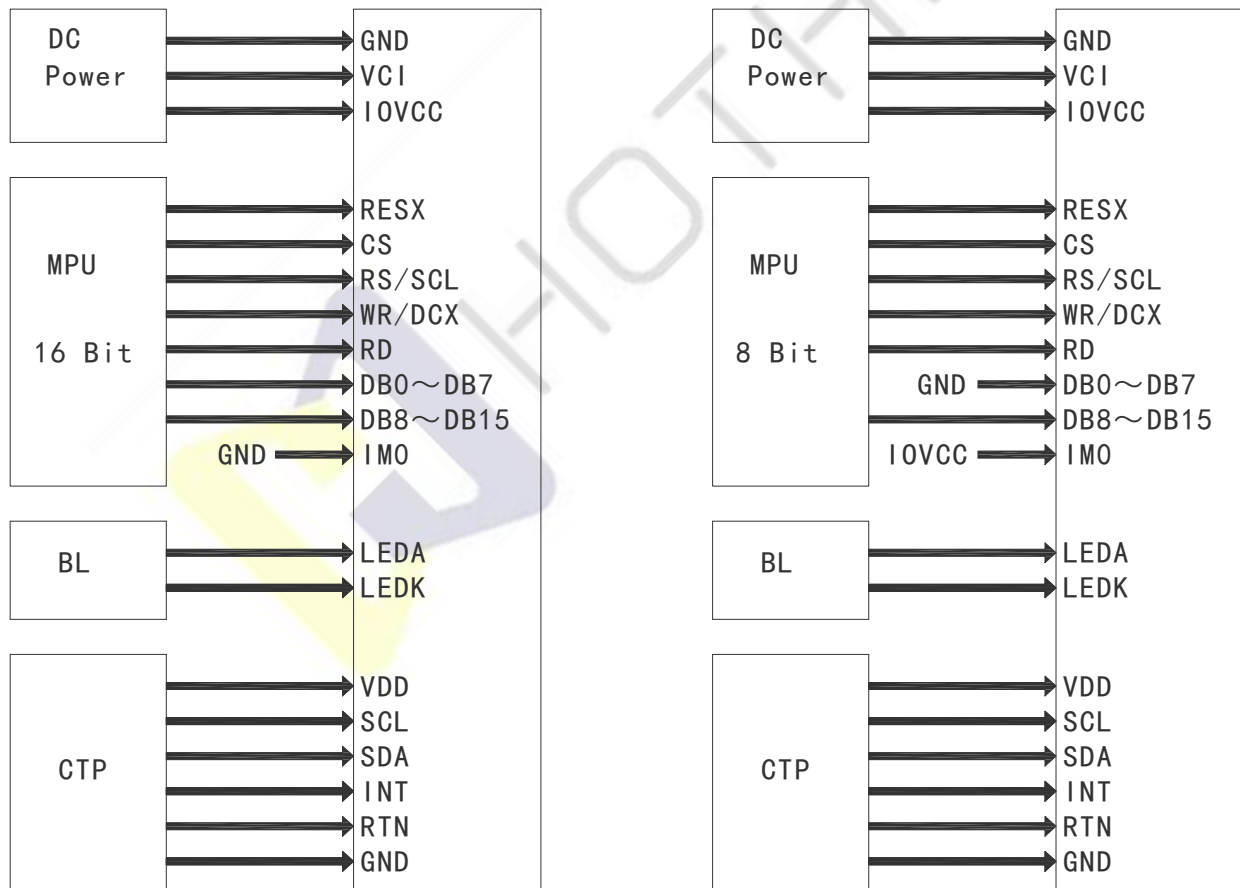 DC
Power
GND
VCI
IOVCC
MPU
16 Bit
RESX
CS
RS/SCL
WR/DCX
RD
DB0～DB7
DB8～DB15
GND
IM0
BL
LEDA
LEDK
CTP
VDD
SCL
SDA
INT
RTN
GND
DC
Power
GND
VCI
IOVCC
MPU
8 Bit
RESX
CS
RS/SCL
WR/DCX
RD
GND
DB0～DB7
DB8～DB15
IOVCC
IM0
BL
LEDA
LEDK
CTP
VDD
SCL
SDA
INT
RTN
GND